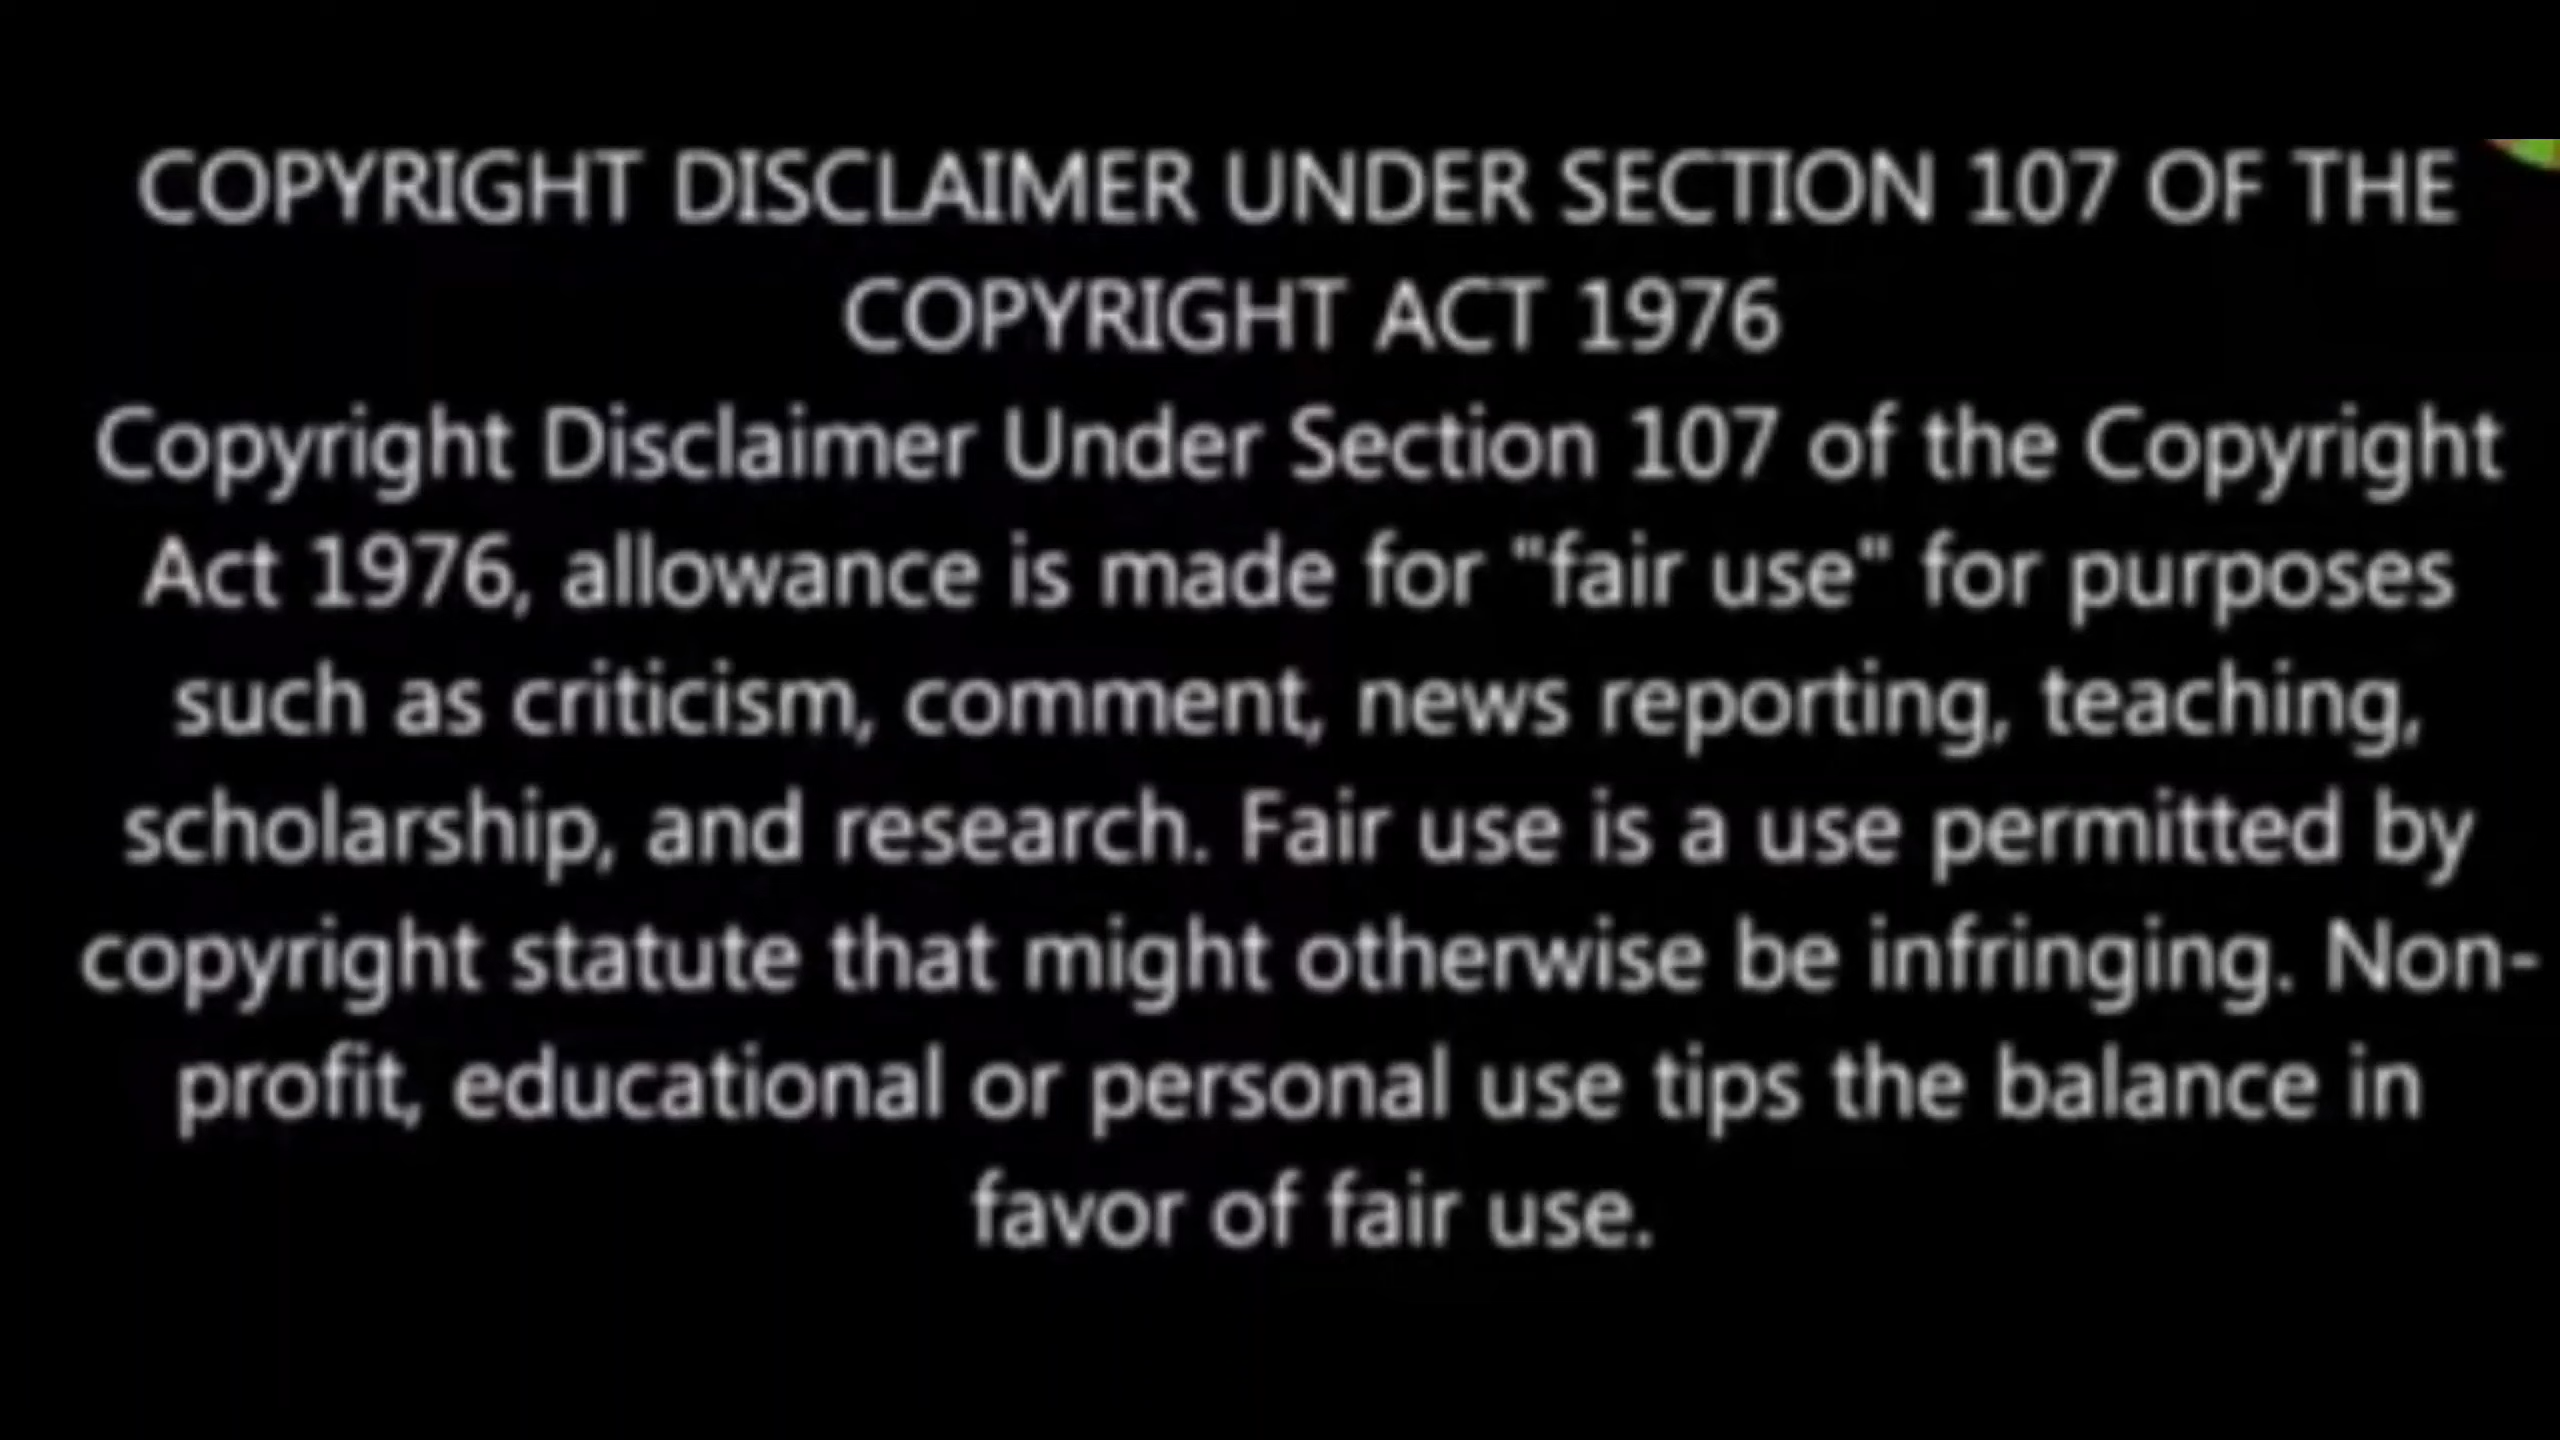 COPYRIGHT DISCLAIMER UNDER SECTION 107 OF THE
COPYRIGHT ACT 1976
Copyright Disclaimer Under Section 107 of the Copyright
Act 1976, allowance is made for "fair use" for purposes
such as criticism, comment, news reporting, teaching,
scholarship, and research. Fair use is a use permitted by
copyright statute that might otherwise be infringing. Non-
profit, educational or personal use tips the balance in
favor of fair use.